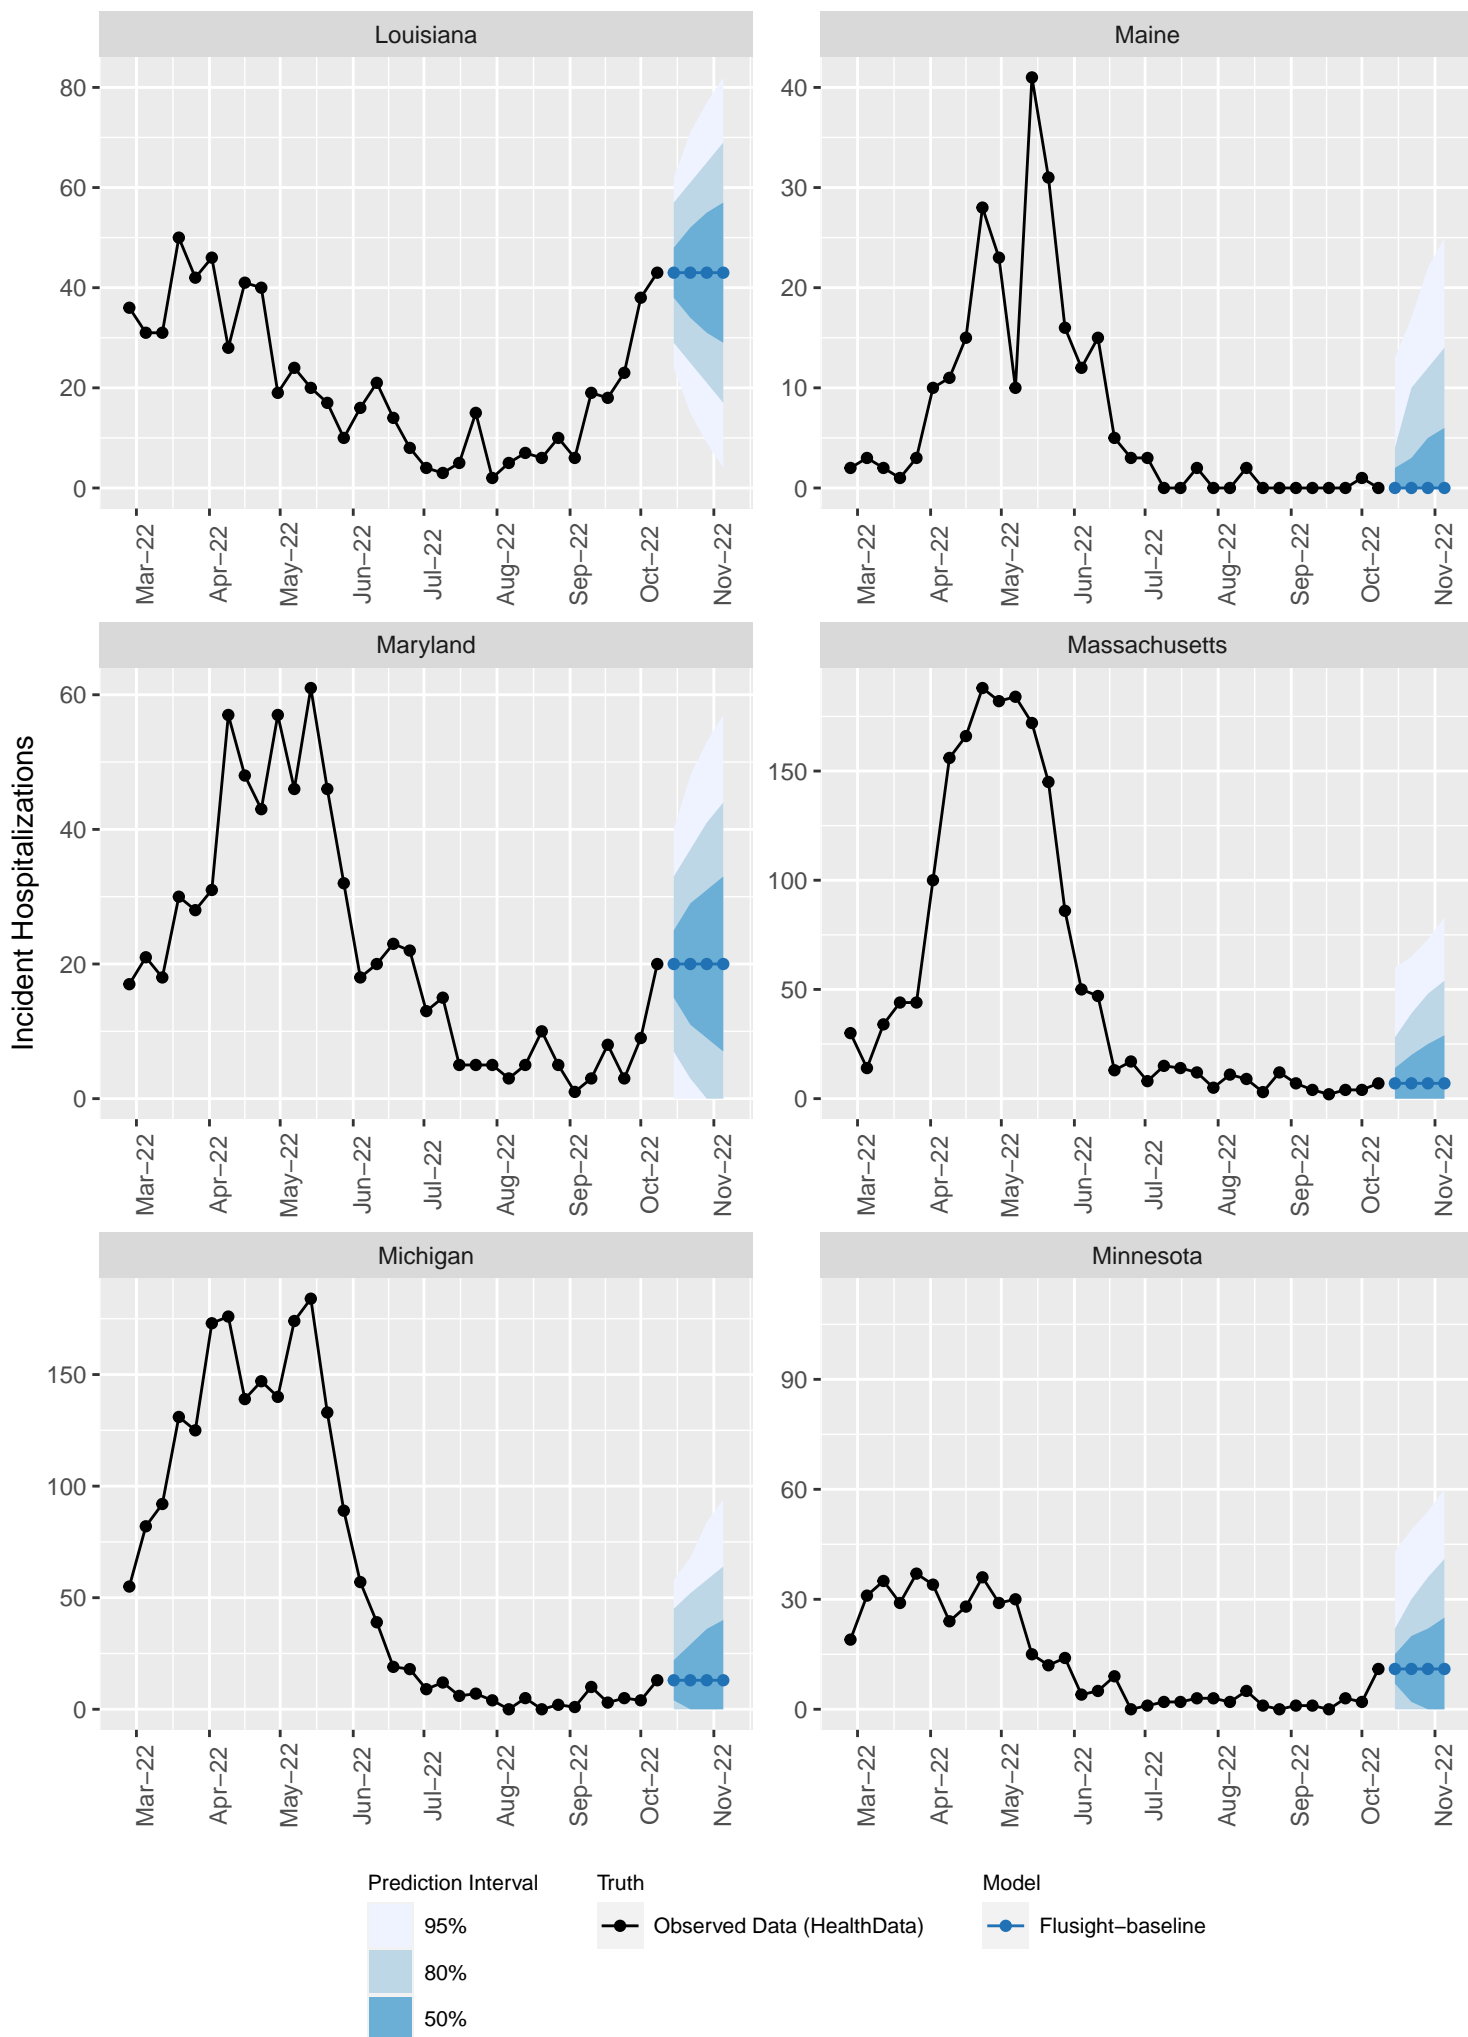 Louisiana
Maine
80
60
40
20
0
40
30
20
10
0
Mar−22
Apr−22
May−22
Jun−22
Jul−22
Aug−22
Sep−22
Oct−22
Nov−22
Mar−22
Apr−22
May−22
Jun−22
Jul−22
Aug−22
Sep−22
Oct−22
Nov−22
Incident Hospitalizations
Maryland
Massachusetts
60
40
20
0
150
100
50
0
Mar−22
Apr−22
May−22
Jun−22
Jul−22
Aug−22
Sep−22
Oct−22
Nov−22
Mar−22
Apr−22
May−22
Jun−22
Jul−22
Aug−22
Sep−22
Oct−22
Nov−22
Michigan
Minnesota
150
100
50
0
90
60
30
0
Mar−22
Apr−22
May−22
Jun−22
Jul−22
Aug−22
Sep−22
Oct−22
Nov−22
Mar−22
Apr−22
May−22
Jun−22
Jul−22
Aug−22
Sep−22
Oct−22
Nov−22
Prediction Interval
95%
80%
50%
Truth
Observed Data (HealthData)
Model
Flusight−baseline